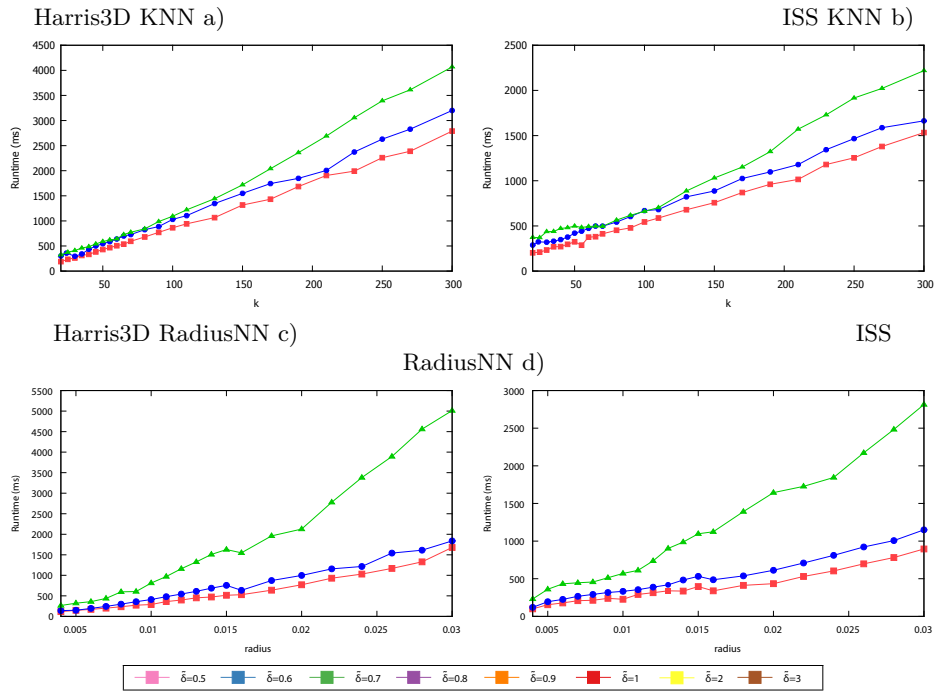 Harris3D KNN a) ISS KNN b)
4500
4000
3500
3000
2500
2000
1500
1000
500
0
Runtime (ms)
50 100 150 200 250 300
k
2500
2000
1500
1000
500
0
Runtime (ms)
50 100 150 200 250 300
k
Harris3D RadiusNN c) ISS
RadiusNN d)
5500
5000
4500
4000
3500
3000
2500
2000
1500
1000
500
0
Runtime (ms)
0.005 0.01 0.015 0.02 0.025 0.03
radius
3000
2500
2000
1500
1000
500
0
Runtime (ms)
0.005 0.01 0.015 0.02 0.025 0.03
radius
δ̄=0.5 δ̄=0.6 δ̄=0.7 δ̄=0.8 δ̄=0.9 δ̄=1 δ̄=2 δ̄=3